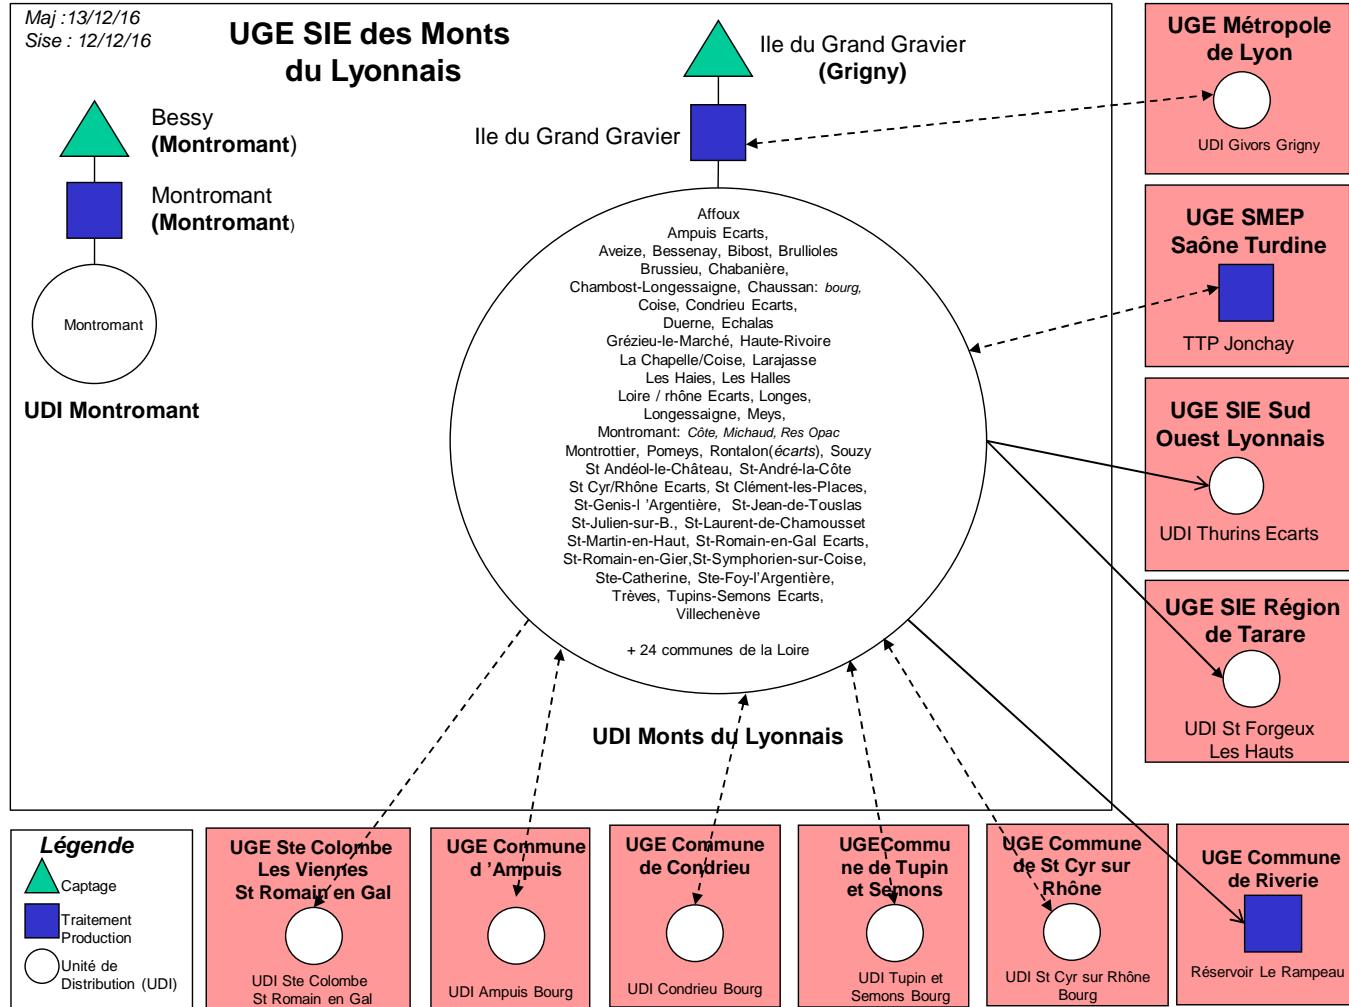 Maj :13/12/16
Sise : 12/12/16
UGE SIE des Monts
du Lyonnais
Bessy
(Montromant)
Montromant
(Montromant)
Montromant
UDI Montromant
Ile du Grand Gravier
(Grigny)
Ile du Grand Gravier
Affoux
Ampuis Ecarts,
Aveize, Bessenay, Bibost, Brullioles
Brussieu, Chabanière,
Chambost-Longessaigne, Chaussan: bourg,
Coise, Condrieu Ecarts,
Duerne, Echalas
Grézieu-le-Marché, Haute-Rivoire
La Chapelle/Coise, Larajasse
Les Haies, Les Halles
Loire / rhône Ecarts, Longes,
Longessaigne, Meys,
Montromant: Côte, Michaud, Res Opac
Montrottier, Pomeys, Rontalon(écarts), Souzy
St Andéol-le-Château, St-André-la-Côte
St Cyr/Rhône Ecarts, St Clément-les-Places,
St-Genis-l 'Argentière, St-Jean-de-Touslas
St-Julien-sur-B., St-Laurent-de-Chamousset
St-Martin-en-Haut, St-Romain-en-Gal Ecarts,
St-Romain-en-Gier,St-Symphorien-sur-Coise,
Ste-Catherine, Ste-Foy-l'Argentière,
Trèves, Tupins-Semons Ecarts,
Villechenève
+ 24 communes de la Loire
UDI Monts du Lyonnais
UGE Métropole
de Lyon
UDI Givors Grigny
UGE SMEP
Saône Turdine
TTP Jonchay
UGE SIE Sud
Ouest Lyonnais
UDI Thurins Ecarts
UGE SIE Région
de Tarare
UDI St Forgeux
Les Hauts
Légende
Captage
Traitement
Production
Unité de
Distribution (UDI)
UGE Ste Colombe
Les Viennes
St Romain en Gal
UDI Ste Colombe
St Romain en Gal
UGE Commune
d 'Ampuis
UDI Ampuis Bourg
UGE Commune
de Condrieu
UDI Condrieu Bourg
UGECommu
ne de Tupin
et Semons
UDI Tupin et
Semons Bourg
UGE Commune
de St Cyr sur
Rhône
UDI St Cyr sur Rhône
Bourg
UGE Commune
de Riverie
Réservoir Le Rampeau